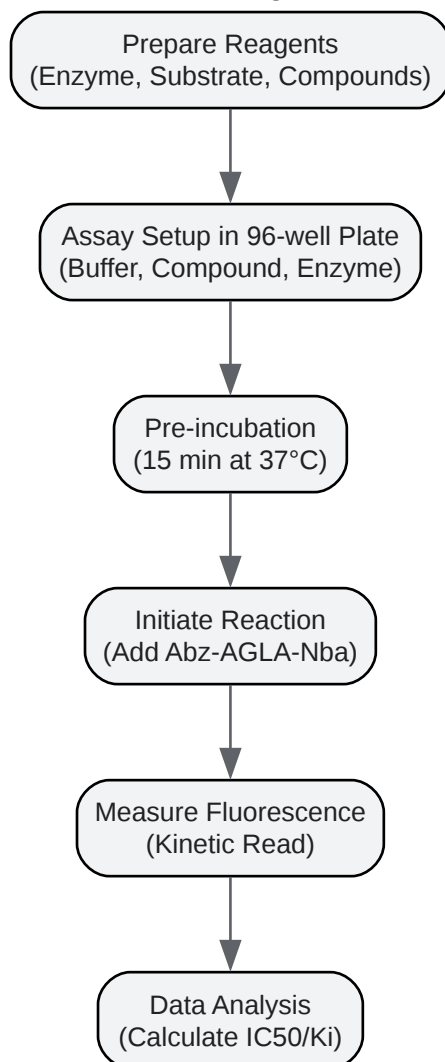 Prepare Reagents
(Enzyme, Substrate, Compounds)
Assay Setup in 96-well Plate
(Buffer, Compound, Enzyme)
Pre-incubation
(15 min at 37°C)
Initiate Reaction
(Add Abz-AGLA-Nba)
Measure Fluorescence
(Kinetic Read)
Data Analysis
(Calculate IC50/Ki)